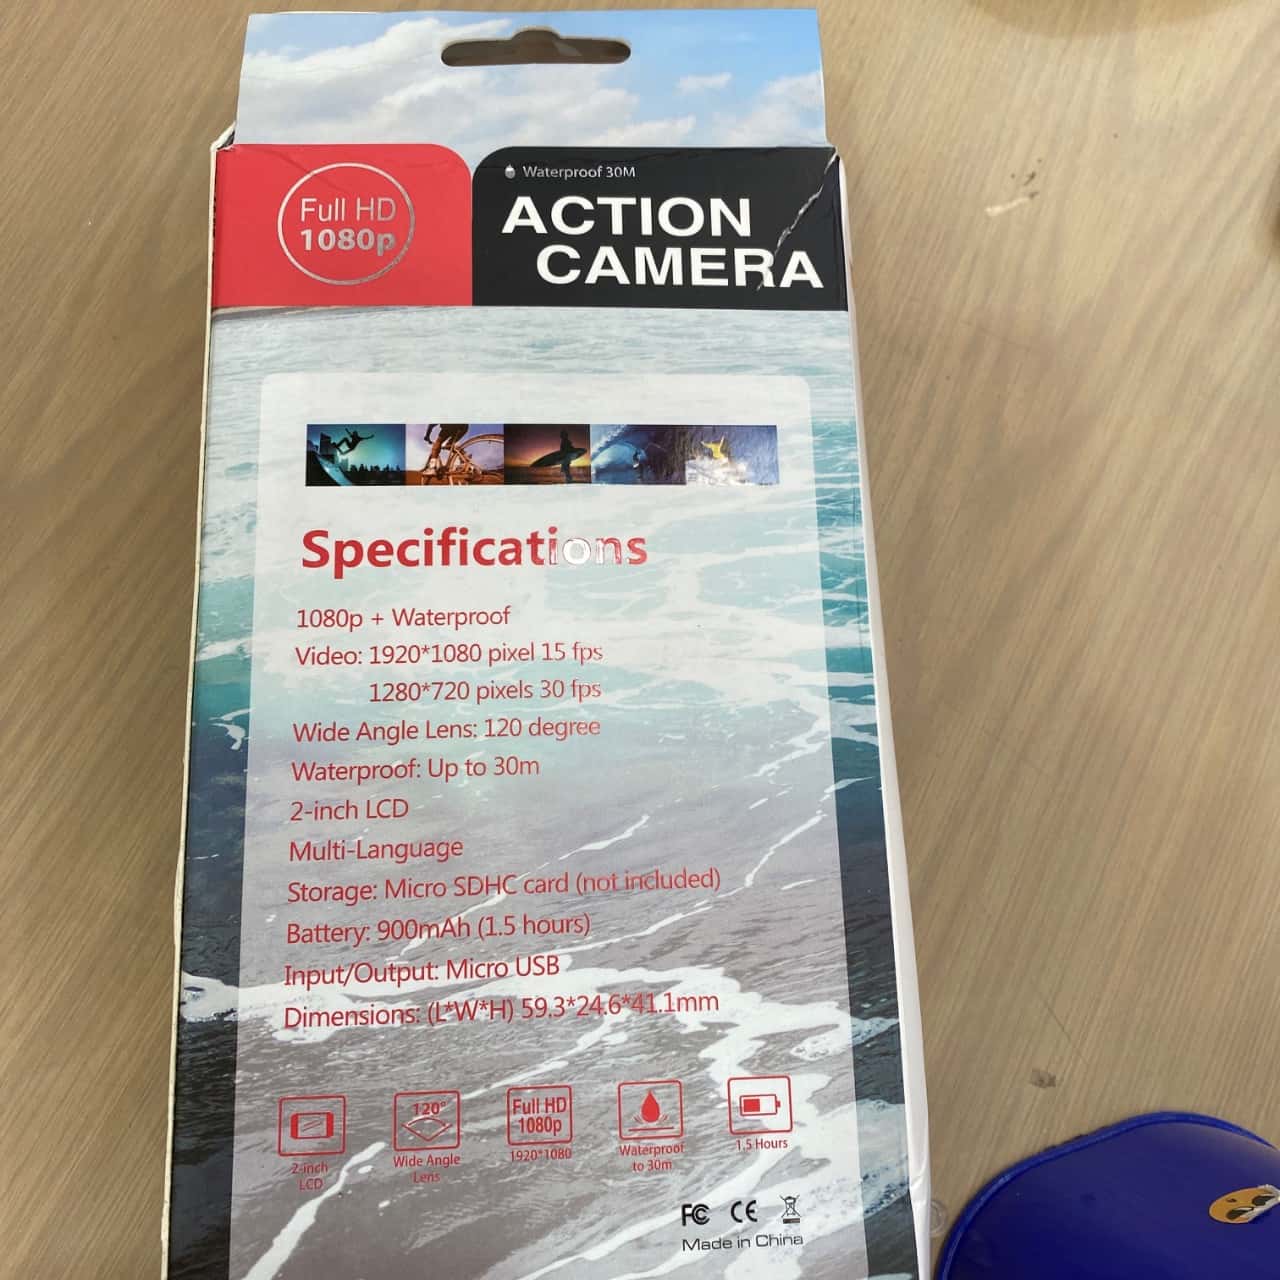 Waterproof 30M
Full HD
1080p
ACTION
CAMERA
Specifications
1080p + Waterproof
Video: 1920*1080 pixel 15 fps
1280*720 pixels 30 fps
Wide Angle Lens: 120 degree
Waterproof: Up to 30m
2-inch LCD
Multi-Language
Storage: Micro SDHC card (not included)
Battery: 900mAh (1.5 hours)
Input/Output: Micro USB
Dimensions: (L*W*H) 59.3*24.6*41.1mm
2-inch
LCD
120°
Wide Angle
Lens
Full HD
1080p
1920*1080
Waterproof
to 30m
1.5 Hours
FC CE
Made in China